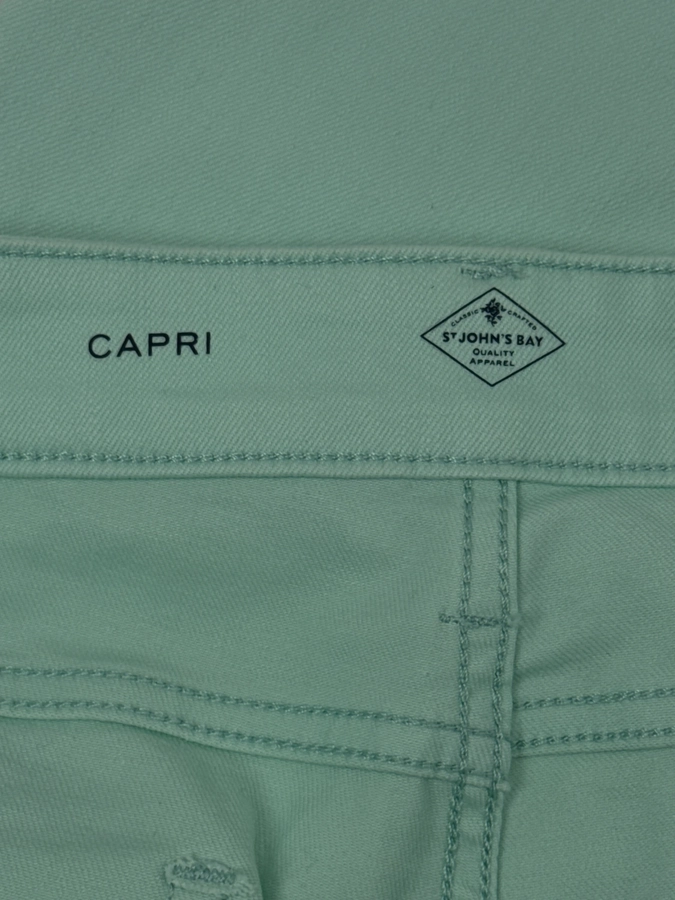 CAPRI
CLASSIC CRAFTED
ST JOHN'S BAY
QUALITY
APPAREL